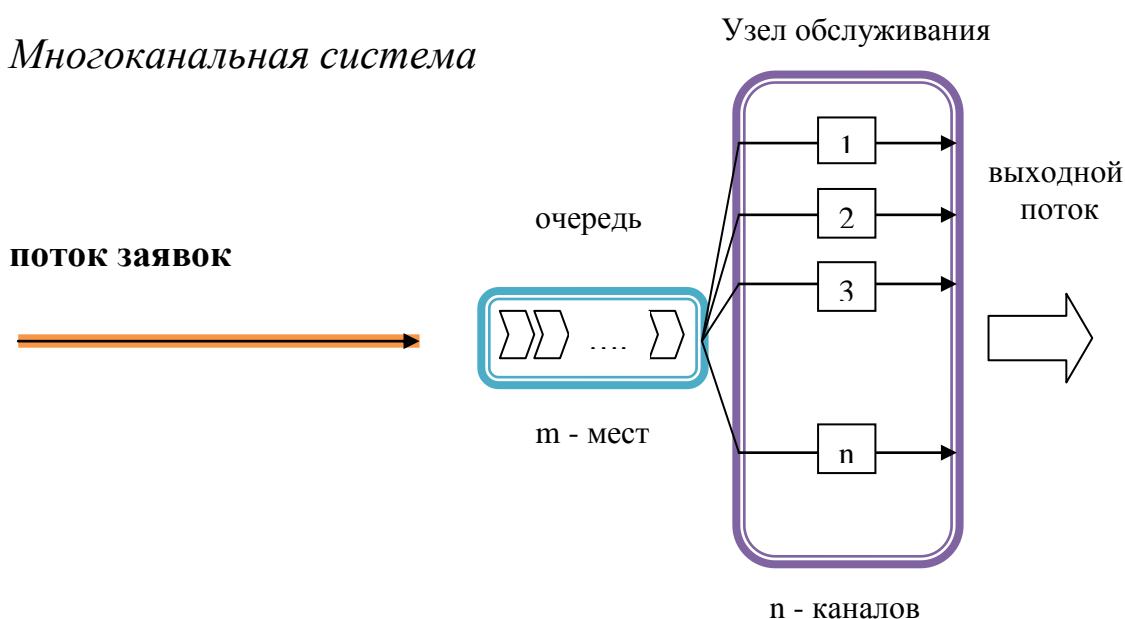 Узел обслуживания
Многоканальная система
1
выходной
поток
очередь
2
поток заявок
3
....
m - мест
n
n - каналов